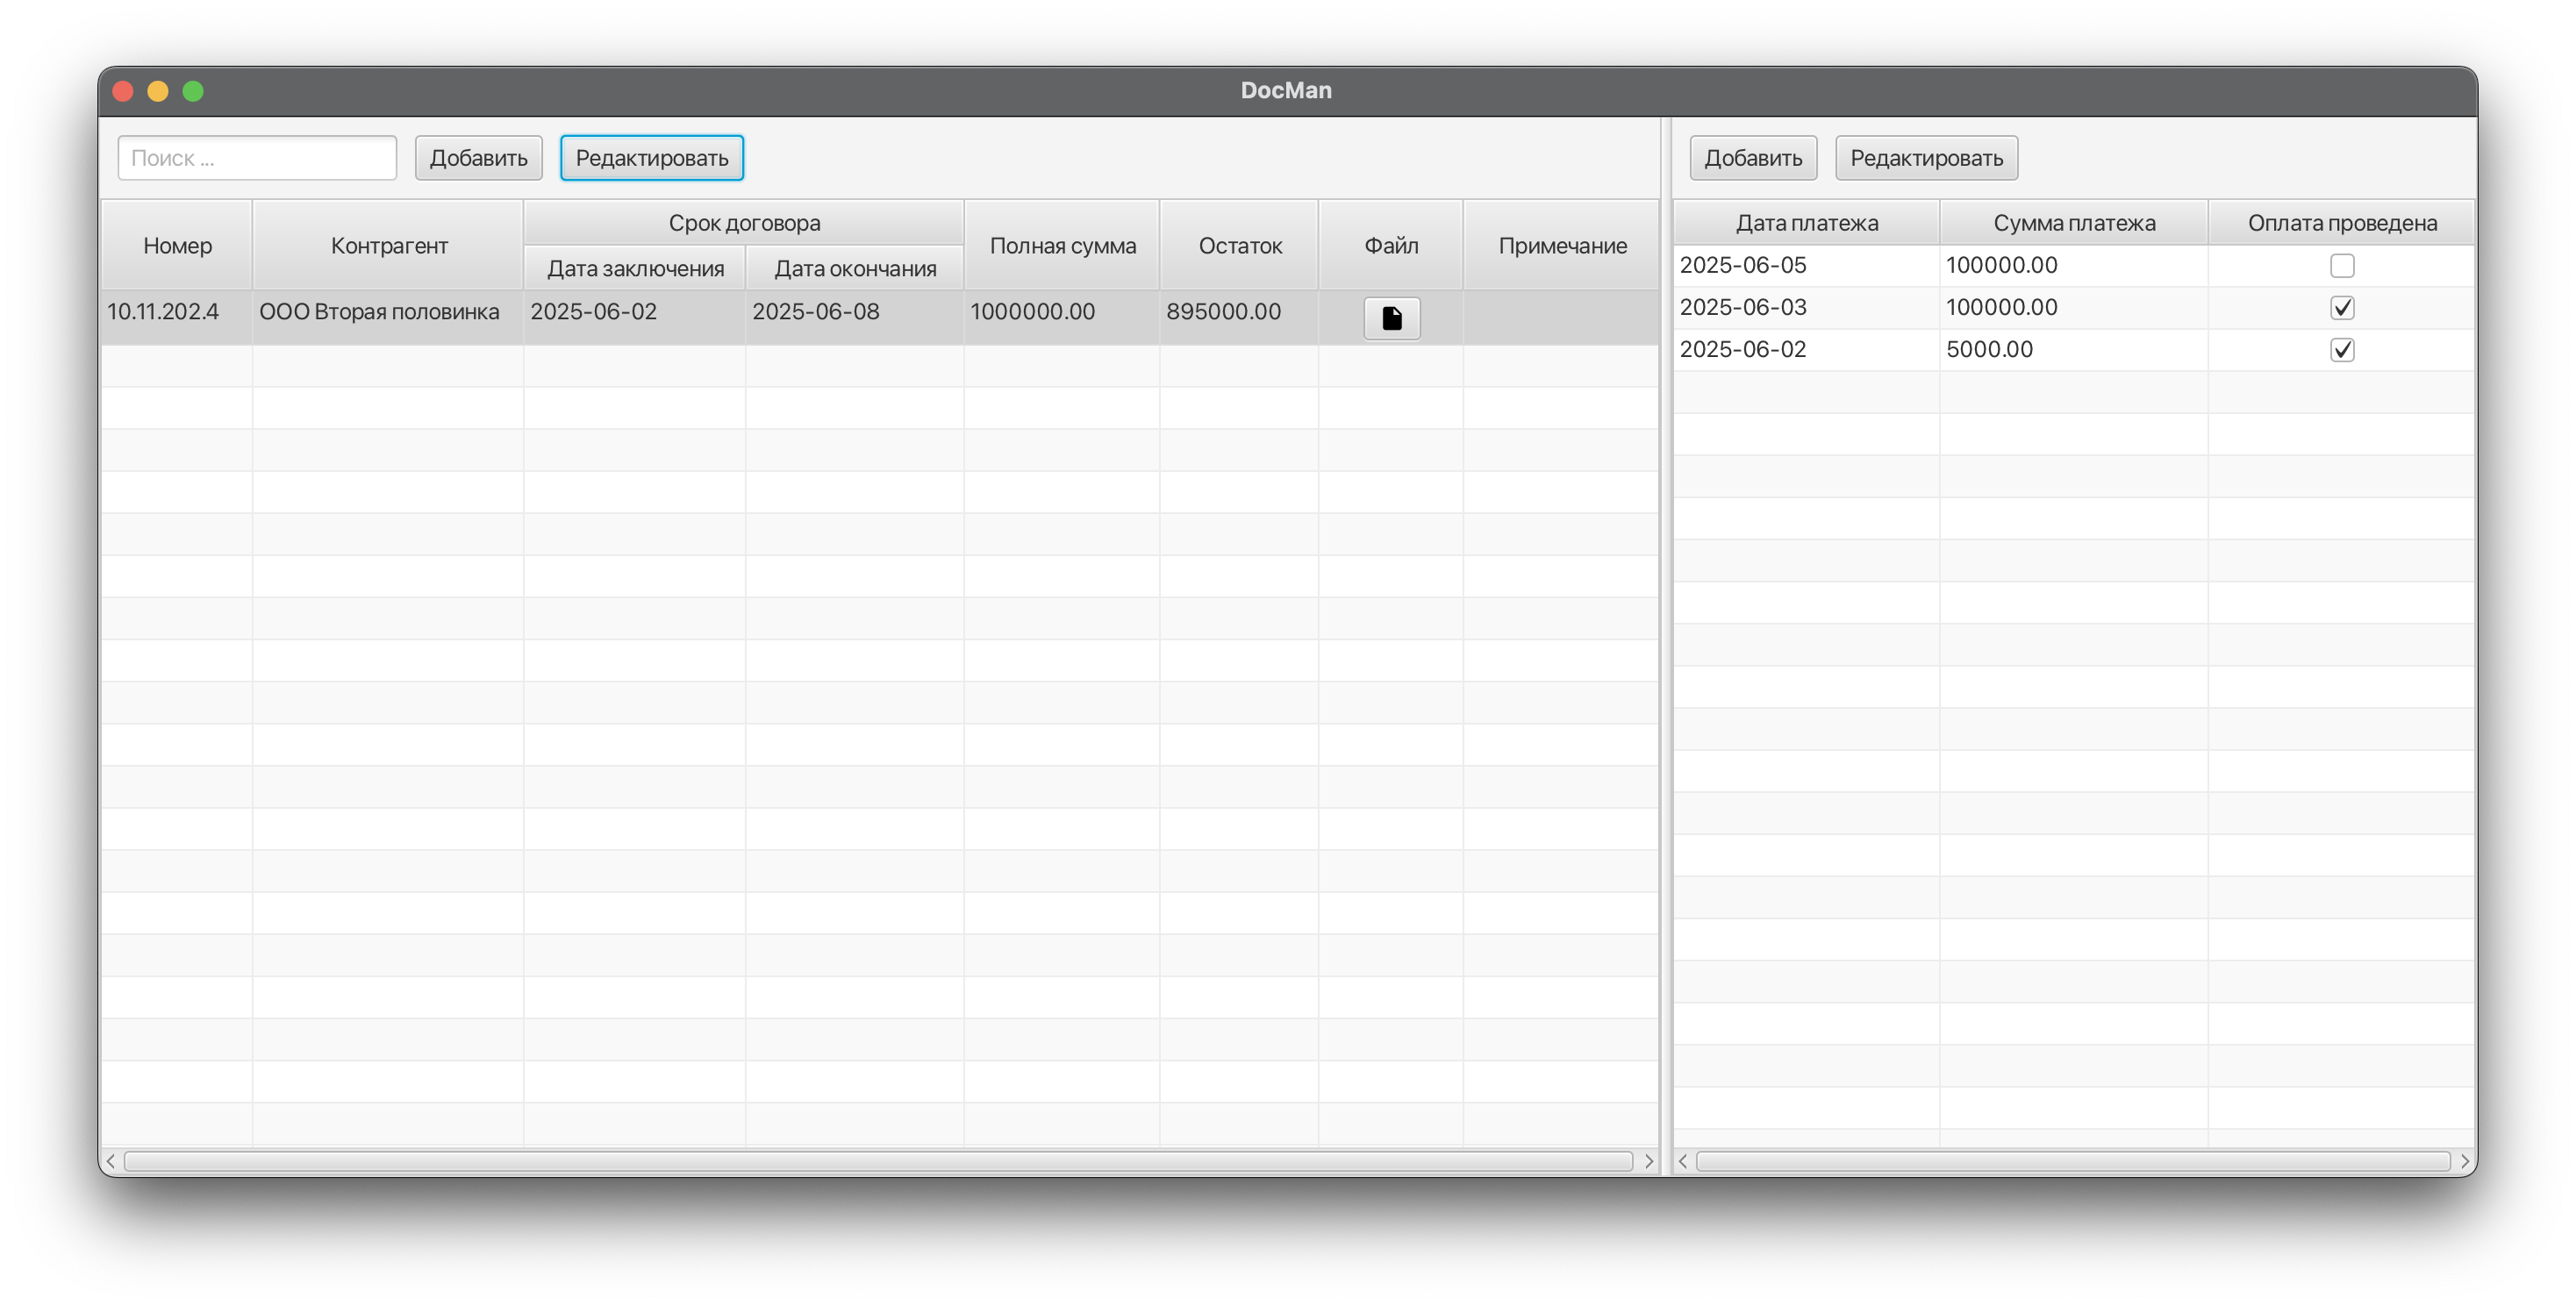 DocMan
Поиск ...
Добавить
Редактировать
Добавить
Редактировать
Номер
Контрагент
Срок договора
Дата заключения
Дата окончания
Полная сумма
Остаток
Файл
Примечание
10.11.202.4
ООО Вторая половинка
2025-06-02
2025-06-08
1000000.00
895000.00
Дата платежа
Сумма платежа
Оплата проведена
2025-06-05
100000.00
2025-06-03
100000.00
2025-06-02
5000.00